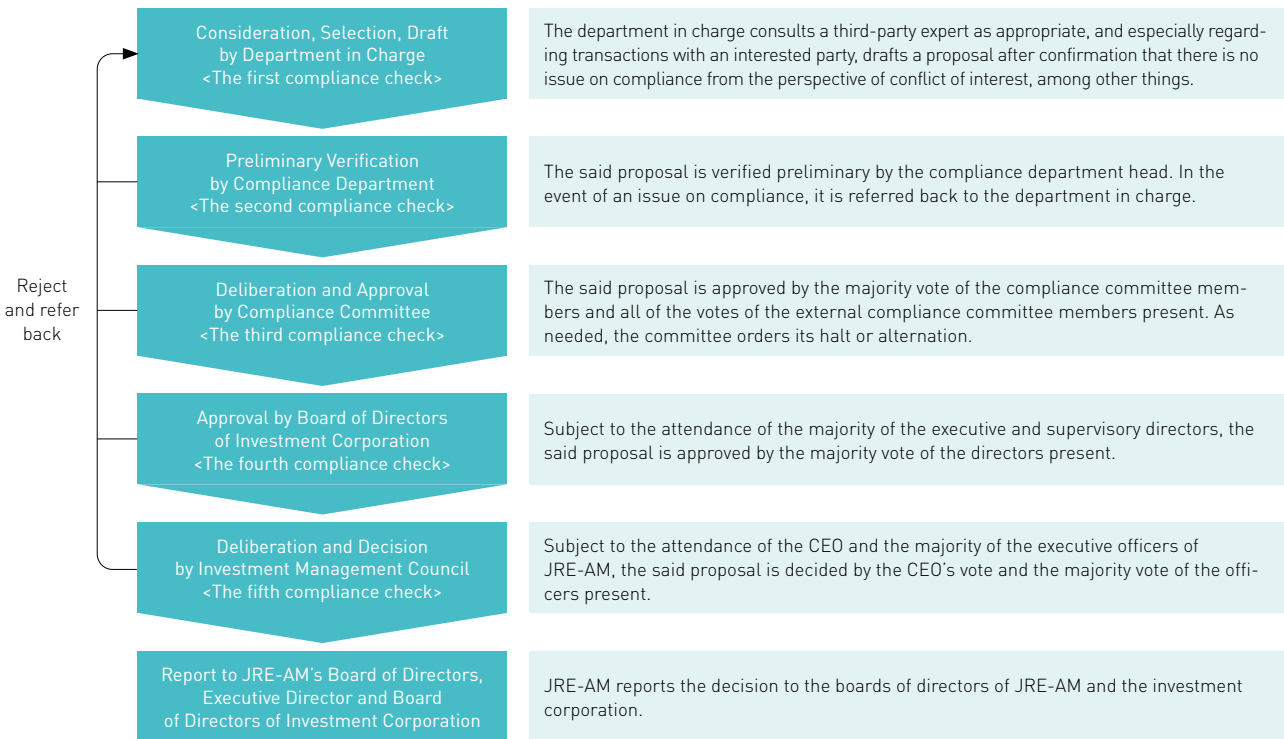 Consideration, Selection, Draft
by Department in Charge
<The first compliance check>
The department in charge consults a third-party expert as appropriate, and especially regard-
ing transactions with an interested party, drafts a proposal after confirmation that there is no
issue on compliance from the perspective of conflict of interest, among other things.
Preliminary Verification
by Compliance Department
<The second compliance check>
The said proposal is verified preliminary by the compliance department head. In the
event of an issue on compliance, it is referred back to the department in charge.
Reject
and refer
back
Deliberation and Approval
by Compliance Committee
<The third compliance check>
The said proposal is approved by the majority vote of the compliance committee mem-
bers and all of the votes of the external compliance committee members present. As
needed, the committee orders its halt or alternation.
Approval by Board of Directors
of Investment Corporation
<The fourth compliance check>
Subject to the attendance of the majority of the executive and supervisory directors, the
said proposal is approved by the majority vote of the directors present.
Deliberation and Decision
by Investment Management Council
<The fifth compliance check>
Subject to the attendance of the CEO and the majority of the executive officers of
JRE-AM, the said proposal is decided by the CEO's vote and the majority vote of the offi-
cers present.
Report to JRE-AM's Board of Directors,
Executive Director and Board
of Directors of Investment Corporation
JRE-AM reports the decision to the boards of directors of JRE-AM and the investment
corporation.